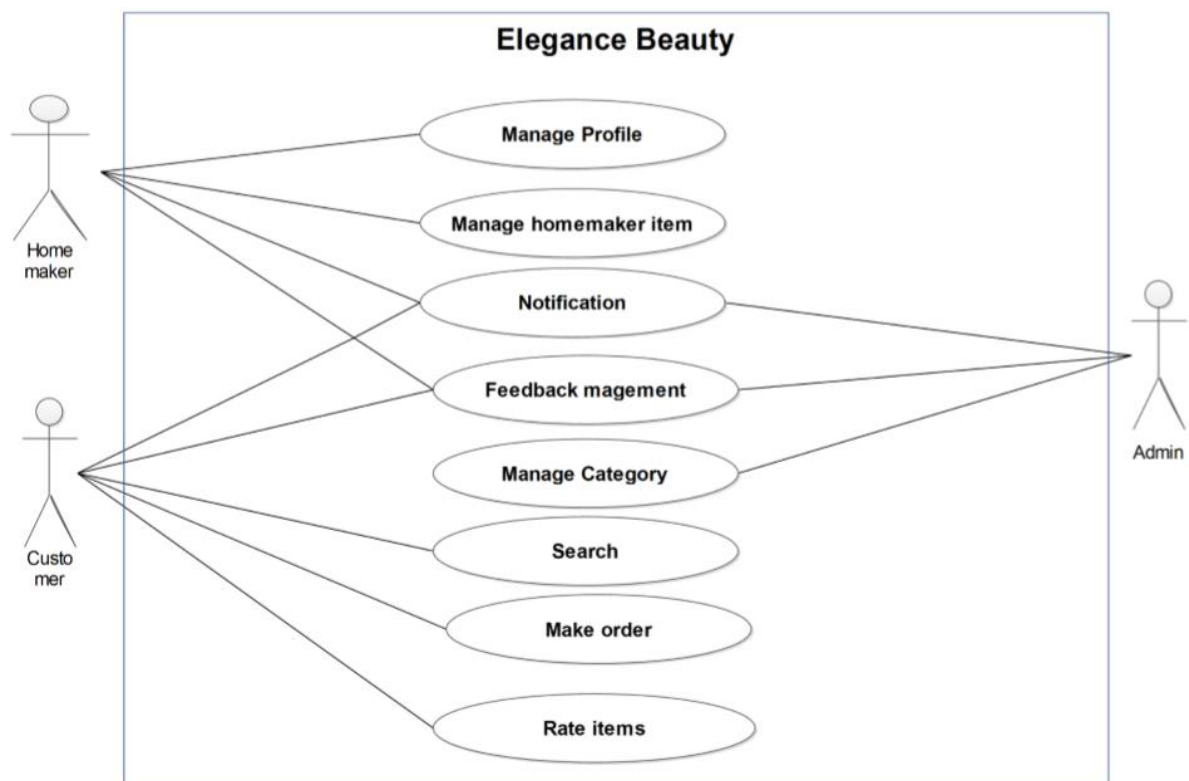 Elegance Beauty
Manage Profile
Manage homemaker item
Home
maker
Notification
Feedback magement
Admin
Manage Category
Custo
mer
Search
Make order
Rate items